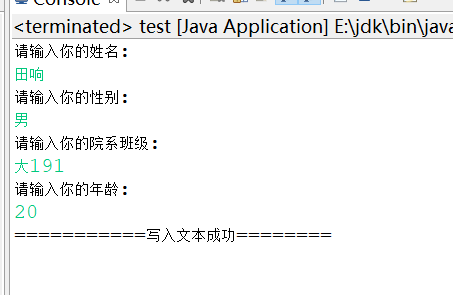 Console
<terminated> test [Java Application] E:\jdk\bin\java
请输入你的姓名：
田响
请输入你的性别：
男
请输入你的院系班级：
大191
请输入你的年龄：
20
===========写入文本成功========